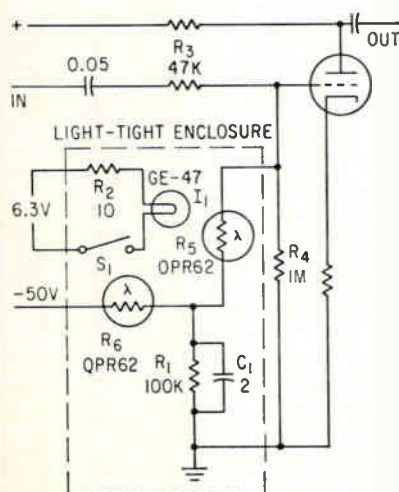 +
R3
47K
OUT
0.05
IN
LIGHT-TIGHT ENCLOSURE
R2
10
GE-47
I1
6.3V
S1
λ
R5
OPR62
R4
1M
-50V
λ
R6
QPR62
R1
100K
C1
2